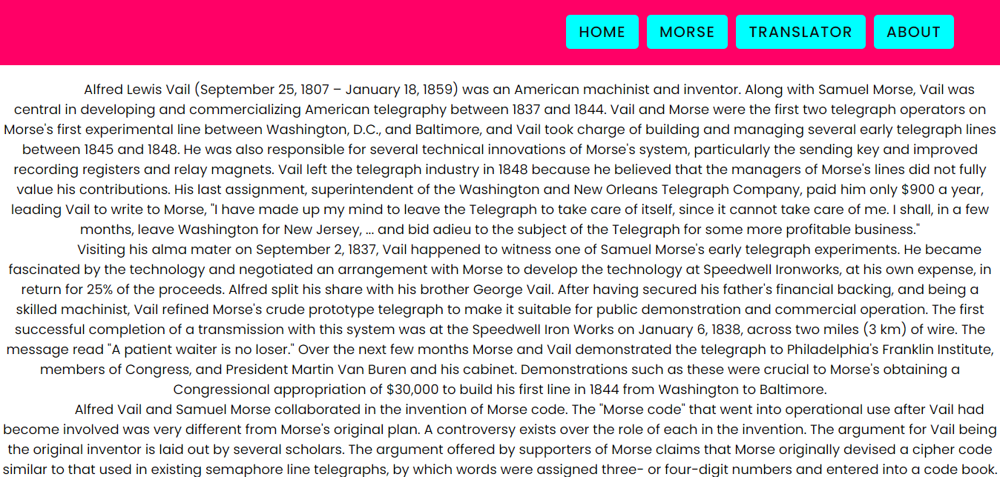 HOME MORSE TRANSLATOR ABOUT
Alfred Lewis Vail (September 25, 1807 – January 18, 1859) was an American machinist and inventor. Along with Samuel Morse, Vail was
central in developing and commercializing American telegraphy between 1837 and 1844. Vail and Morse were the first two telegraph operators on
Morse's first experimental line between Washington, D.C., and Baltimore, and Vail took charge of building and managing several early telegraph lines
between 1845 and 1848. He was also responsible for several technical innovations of Morse's system, particularly the sending key and improved
recording registers and relay magnets. Vail left the telegraph industry in 1848 because he believed that the managers of Morse's lines did not fully
value his contributions. His last assignment, superintendent of the Washington and New Orleans Telegraph Company, paid him only $900 a year,
leading Vail to write to Morse, "I have made up my mind to leave the Telegraph to take care of itself, since it cannot take care of me. I shall, in a few
months, leave Washington for New Jersey, ... and bid adieu to the subject of the Telegraph for some more profitable business."
Visiting his alma mater on September 2, 1837, Vail happened to witness one of Samuel Morse's early telegraph experiments. He became
fascinated by the technology and negotiated an arrangement with Morse to develop the technology at Speedwell Ironworks, at his own expense, in
return for 25% of the proceeds. Alfred split his share with his brother George Vail. After having secured his father's financial backing, and being a
skilled machinist, Vail refined Morse's crude prototype telegraph to make it suitable for public demonstration and commercial operation. The first
successful completion of a transmission with this system was at the Speedwell Iron Works on January 6, 1838, across two miles (3 km) of wire. The
message read "A patient waiter is no loser." Over the next few months Morse and Vail demonstrated the telegraph to Philadelphia's Franklin Institute,
members of Congress, and President Martin Van Buren and his cabinet. Demonstrations such as these were crucial to Morse's obtaining a
Congressional appropriation of $30,000 to build his first line in 1844 from Washington to Baltimore.
Alfred Vail and Samuel Morse collaborated in the invention of Morse code. The "Morse code" that went into operational use after Vail had
become involved was very different from Morse's original plan. A controversy exists over the role of each in the invention. The argument for Vail being
the original inventor is laid out by several scholars. The argument offered by supporters of Morse claims that Morse originally devised a cipher code
similar to that used in existing semaphore line telegraphs, by which words were assigned three- or four-digit numbers and entered into a code book.